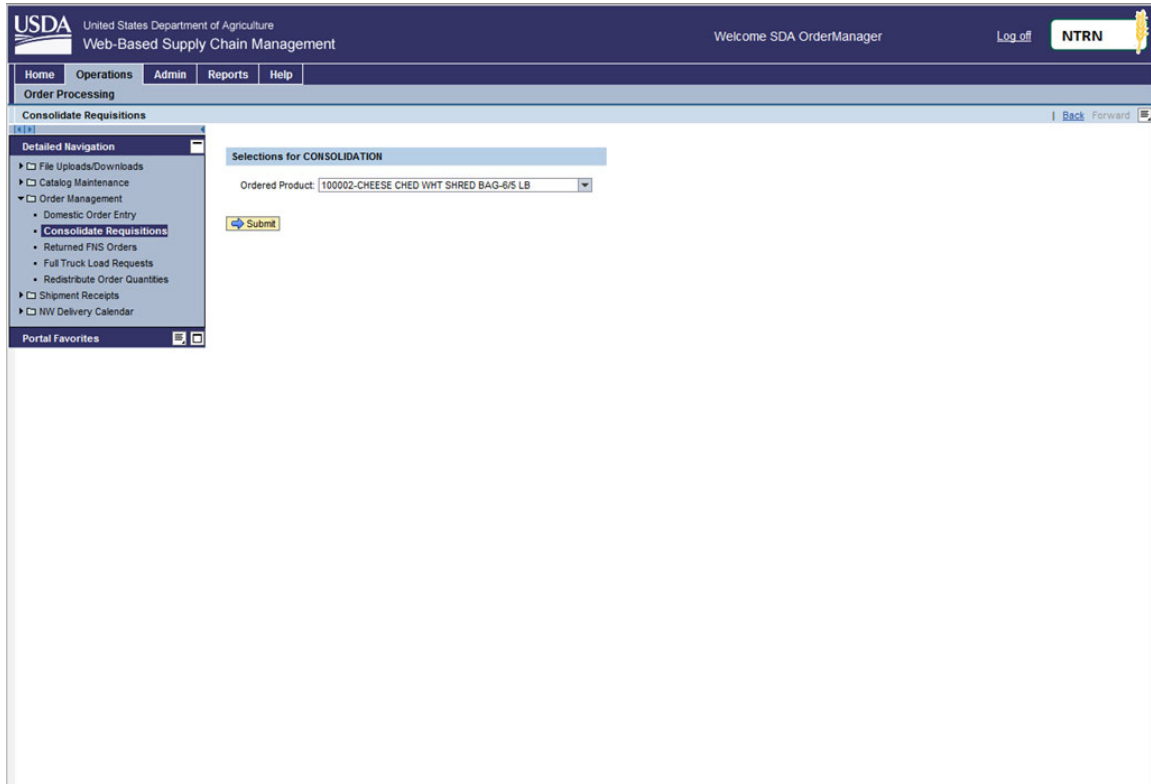 USDA
United States Department of Agriculture
Web-Based Supply Chain Management
Welcome SDA OrderManager
Log off
NTRN
Home Operations Admin Reports Help
Order Processing
Consolidate Requisitions
| Back Forward
Detailed Navigation
File Uploads/Downloads
Catalog Maintenance
Order Management
Domestic Order Entry
Consolidate Requisitions
Returned FNS Orders
Full Truck Load Requests
Redistribute Order Quantities
Shipment Receipts
NW Delivery Calendar
Portal Favorites
Selections for CONSOLIDATION
Ordered Product: 100002-CHEESE CHED WHT SHRED BAG-6/5 LB
Submit